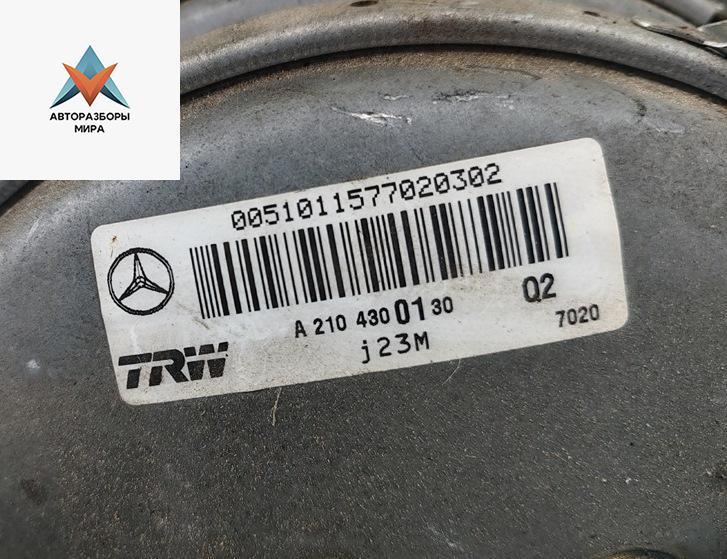 АВТОРАЗБОРЫ
МИРА
0051011577020302
A 210 430 01 30
Q2
j23M
7020
TRW